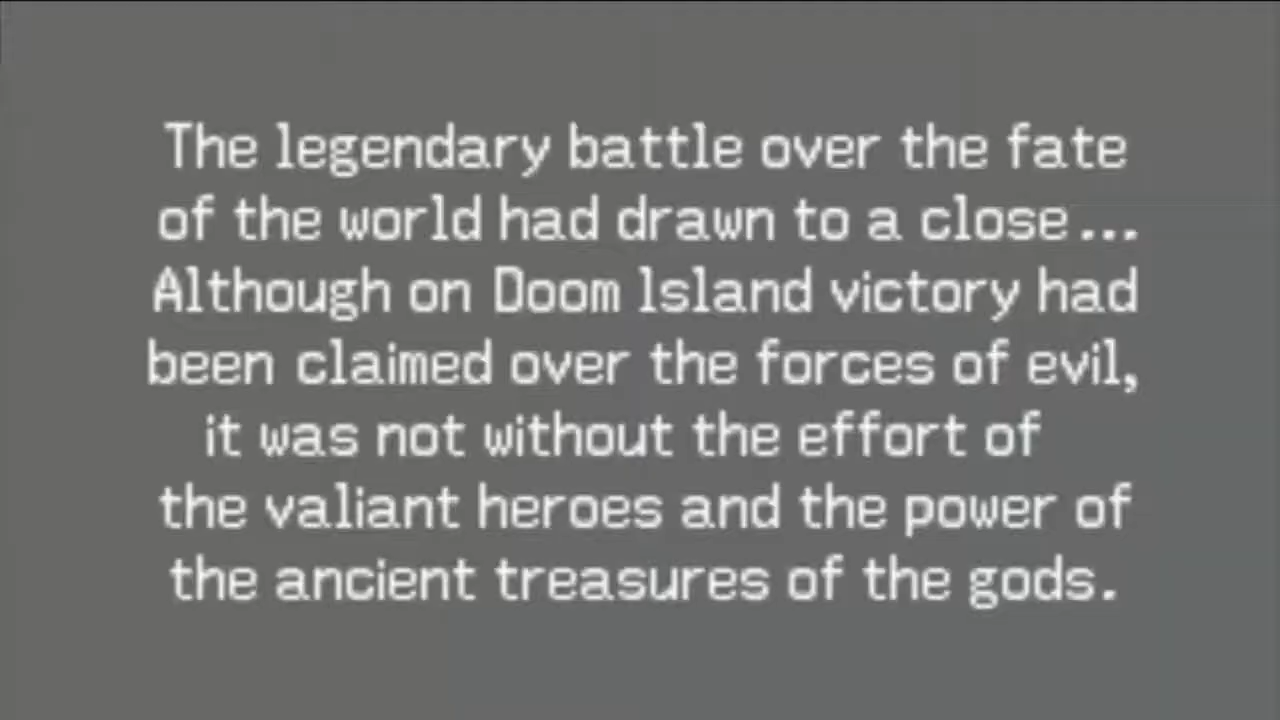 The legendary battle over the fate
of the world had drawn to a close...
Although on Doom Island victory had
been claimed over the forces of evil,
it was not without the effort of
the valiant heroes and the power of
the ancient treasures of the gods.